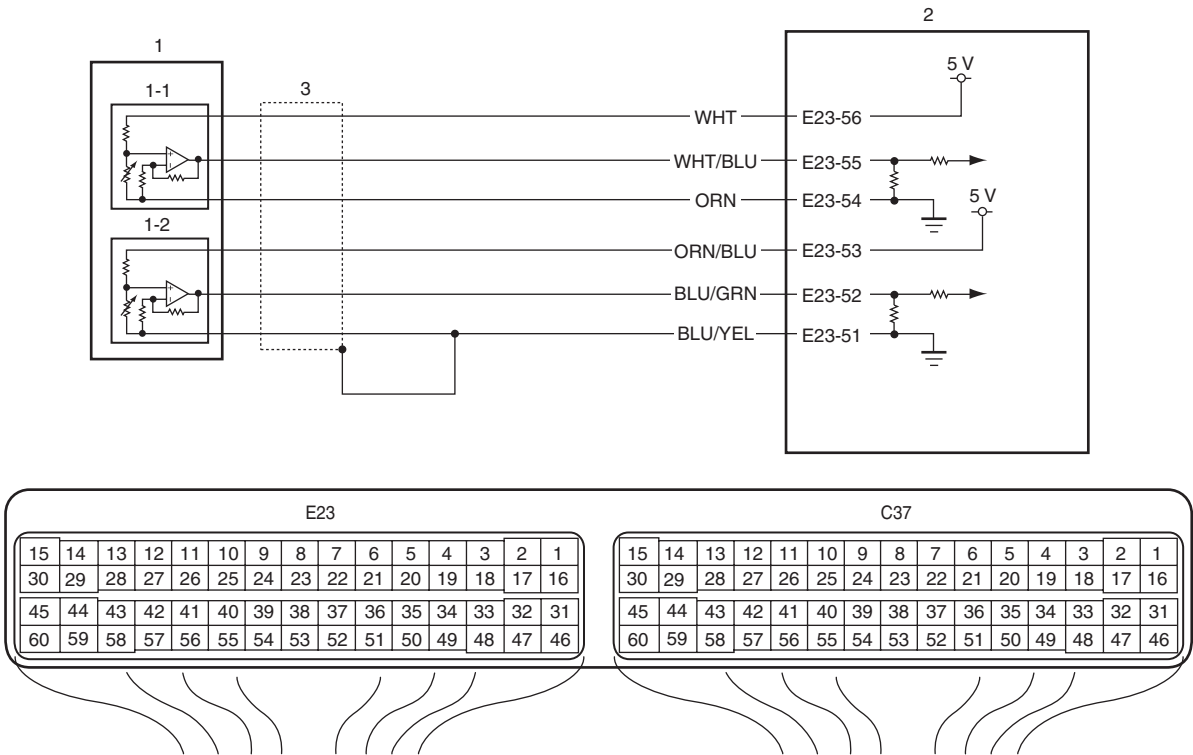 2
1
5 V
1-1
3
WHT E23-56
WHT/BLU E23-55
ORN E23-54
5 V
1-2
ORN/BLU E23-53
BLU/GRN E23-52
BLU/YEL E23-51
E23 C37
15 14 13 12 11 10 9 8 7 6 5 4 3 2 1 15 14 13 12 11 10 9 8 7 6 5 4 3 2 1
30 29 28 27 26 25 24 23 22 21 20 19 18 17 16 30 29 28 27 26 25 24 23 22 21 20 19 18 17 16
45 44 43 42 41 40 39 38 37 36 35 34 33 32 31 45 44 43 42 41 40 39 38 37 36 35 34 33 32 31
60 59 58 57 56 55 54 53 52 51 50 49 48 47 46 60 59 58 57 56 55 54 53 52 51 50 49 48 47 46